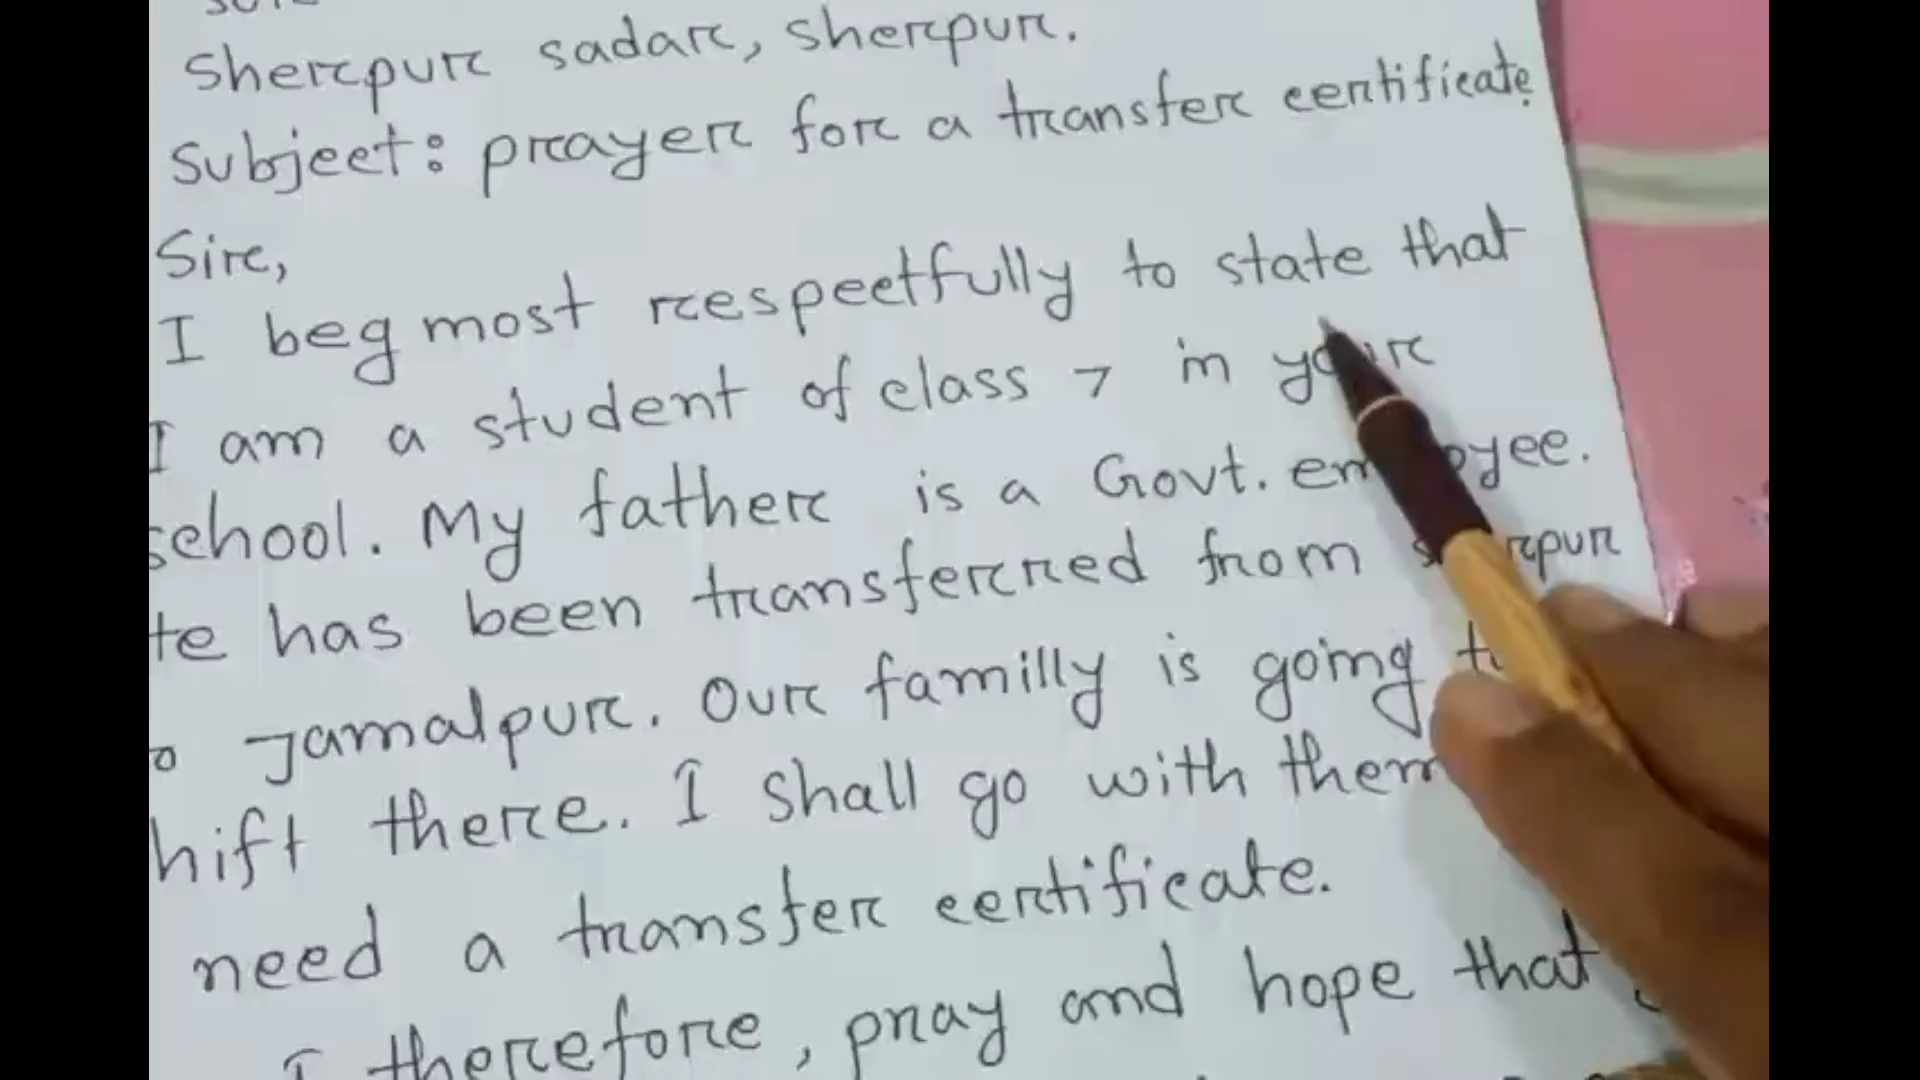 Sherpur sadar, sherpur.
Subject: prayer for a transfer certificate.
Sir,
I beg most respectfully to state that
I am a student of class 7 in your
school. My father is a Govt. employee.
has been transferred from
Jamalpur. Our familly is going
there. I shall go with them
need a transfer certificate.
I therefore, pray and hope that